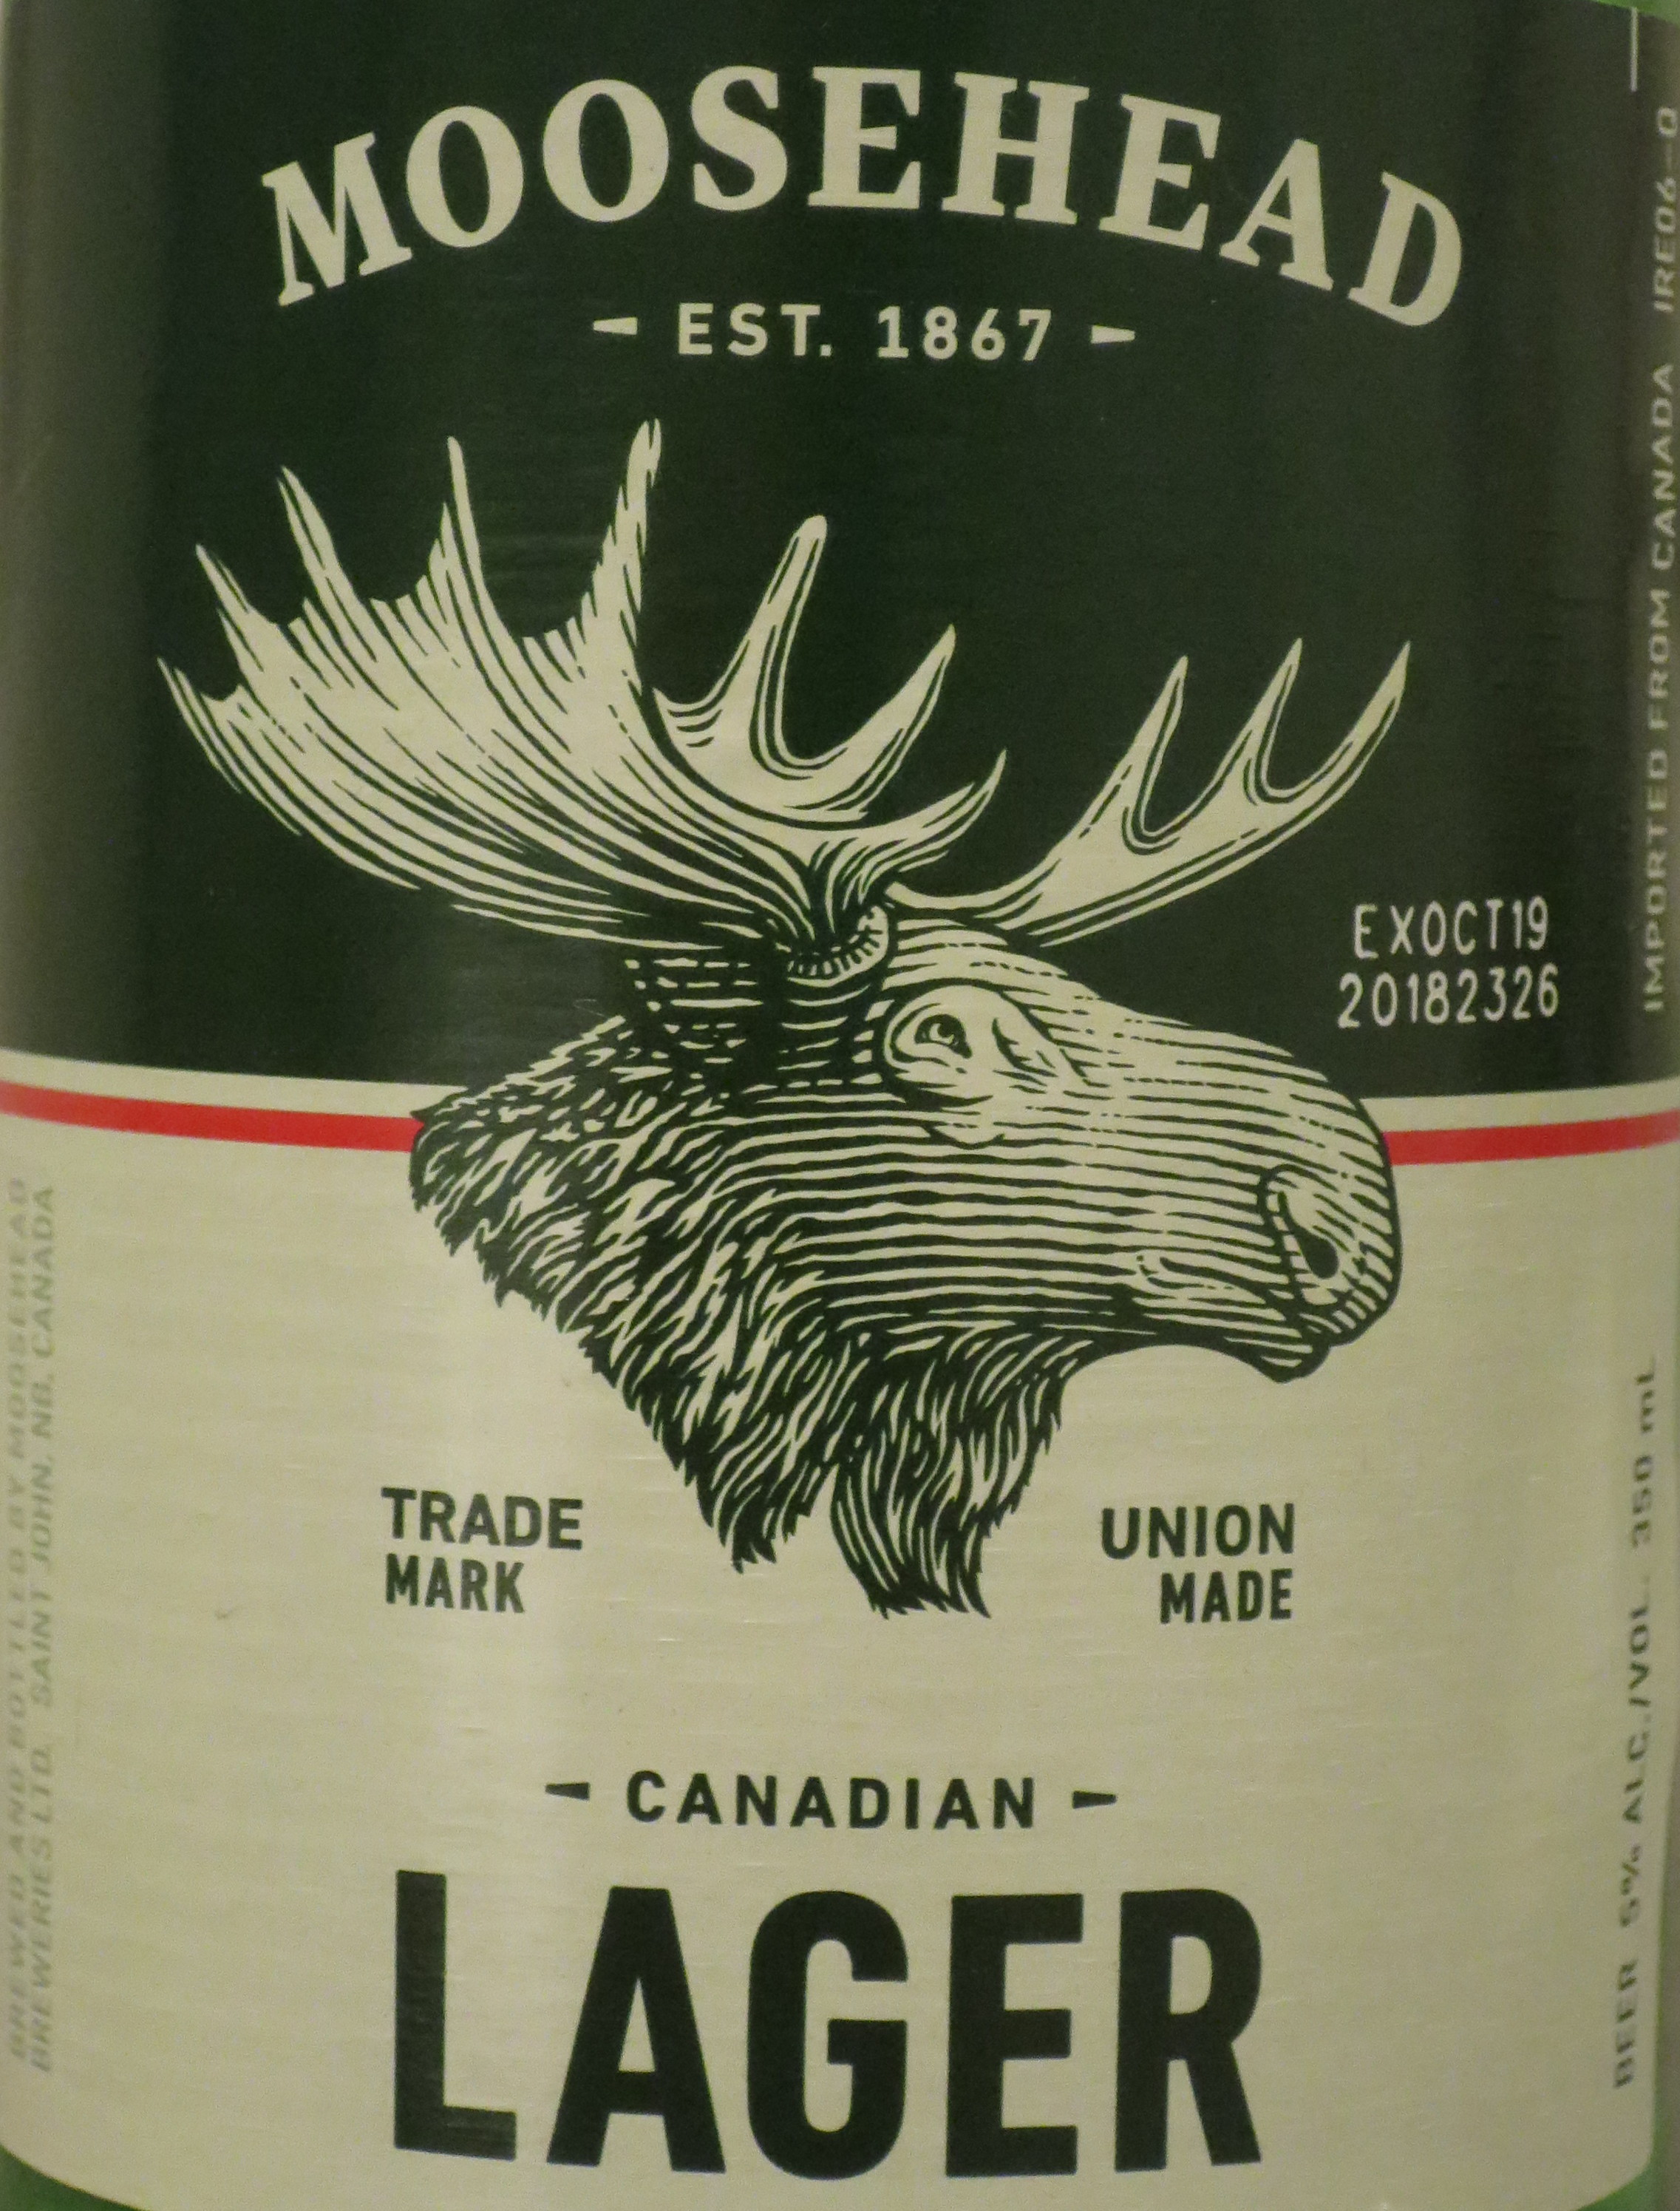 MOOSEHEAD
- EST. 1867 -
EXOCT19
20182326
IMPORTED FROM CANADA IRE06-0
TRADE
MARK
UNION
MADE
- CANADIAN -
LAGER
BREWED AND BOTTLED BY MOOSEHEAD
BREWERIES LTD. SAINT JOHN, NB, CANADA
BEER 5% ALC./VOL. 350 mL